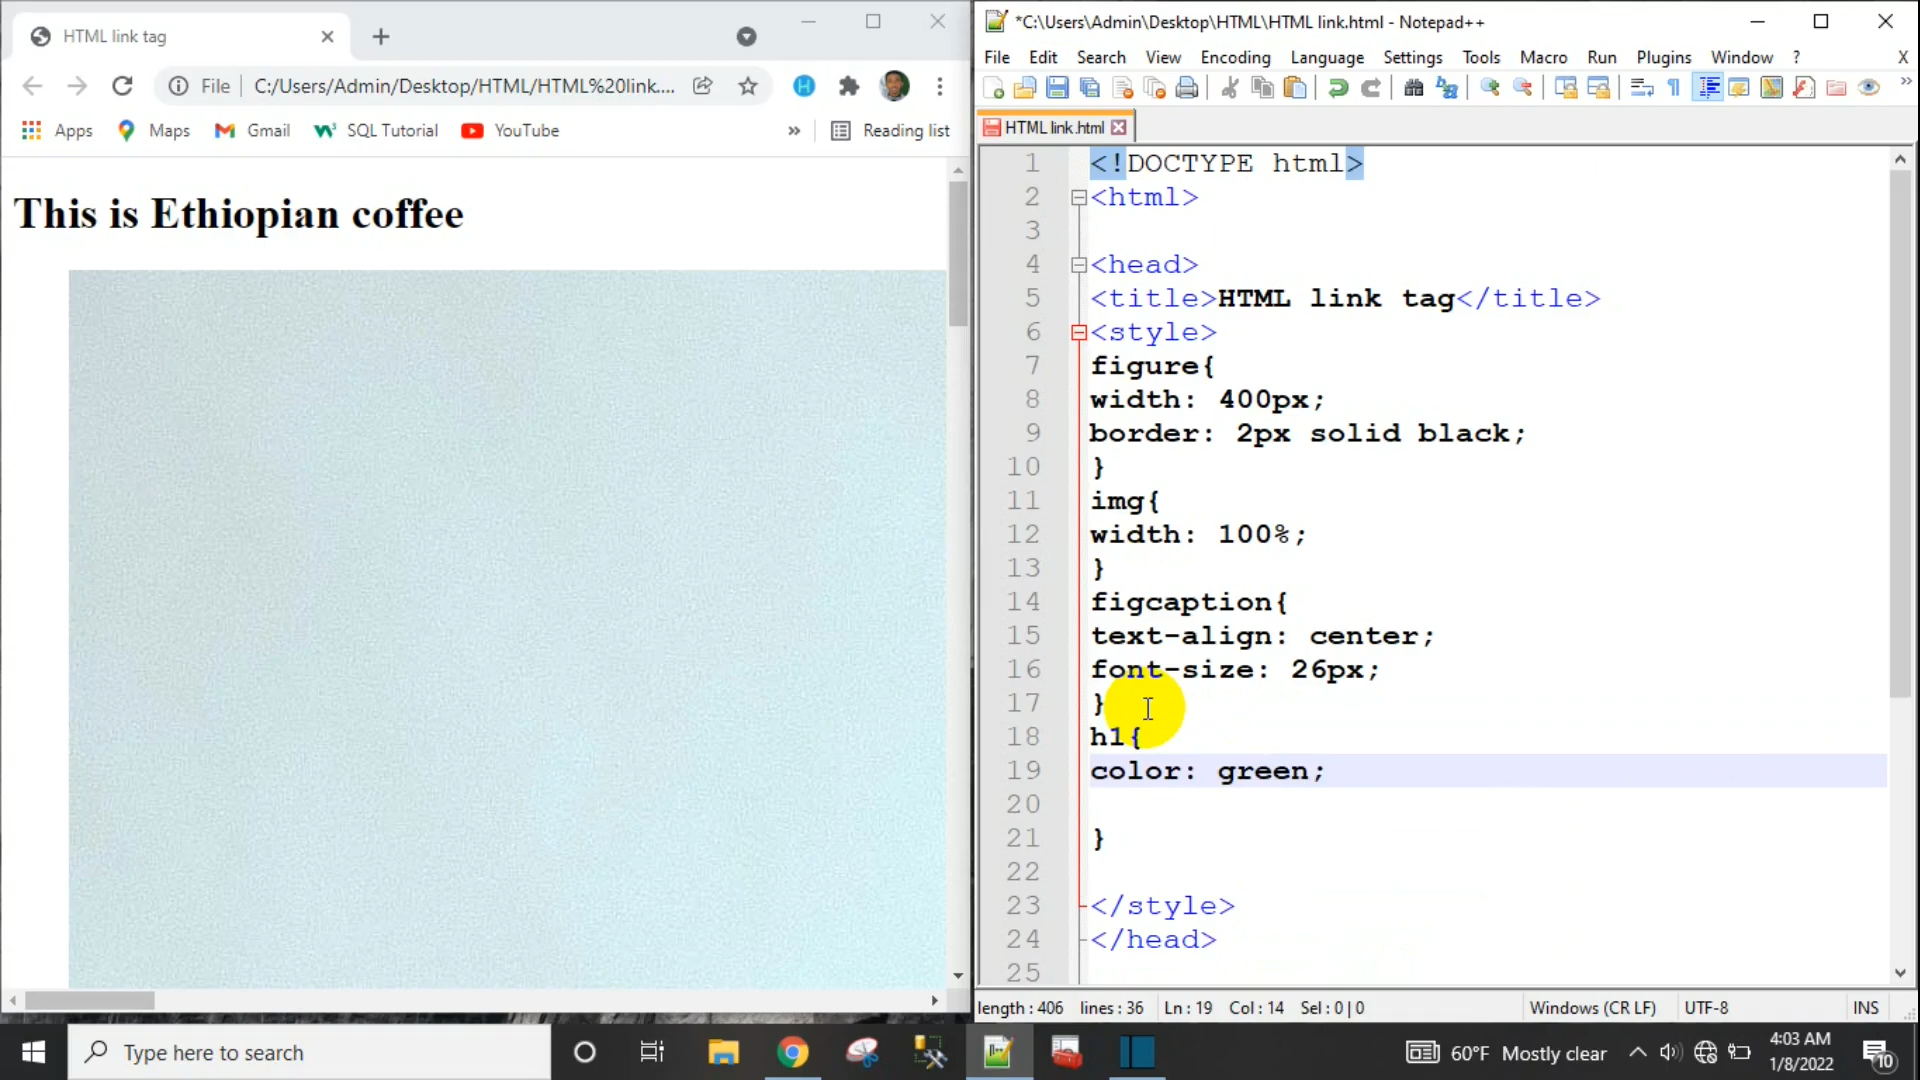 HTML link tag
File
C:/Users/Admin/Desktop/HTML/HTML%20link....
Apps
Maps
Gmail
SQL Tutorial
YouTube
»
Reading list
This is Ethiopian coffee
*C:\Users\Admin\Desktop\HTML\HTML link.html - Notepad++
File Edit Search View Encoding Language Settings Tools Macro Run Plugins Window ? X
HTML link.html
1 <!DOCTYPE html>
2 <html>
3
4 <head>
5 <title>HTML link tag</title>
6 <style>
7 figure{
8 width: 400px;
9 border: 2px solid black;
10 }
11 img{
12 width: 100%;
13 }
14 figcaption{
15 text-align: center;
16 font-size: 26px;
17 }
18 h1{
19 color: green;
20
21 }
22
23 </style>
24 </head>
25
length : 406 lines : 36 Ln : 19 Col : 14 Sel : 0 | 0 Windows (CR LF) UTF-8 INS
Type here to search
60°F Mostly clear
4:03 AM
1/8/2022
10